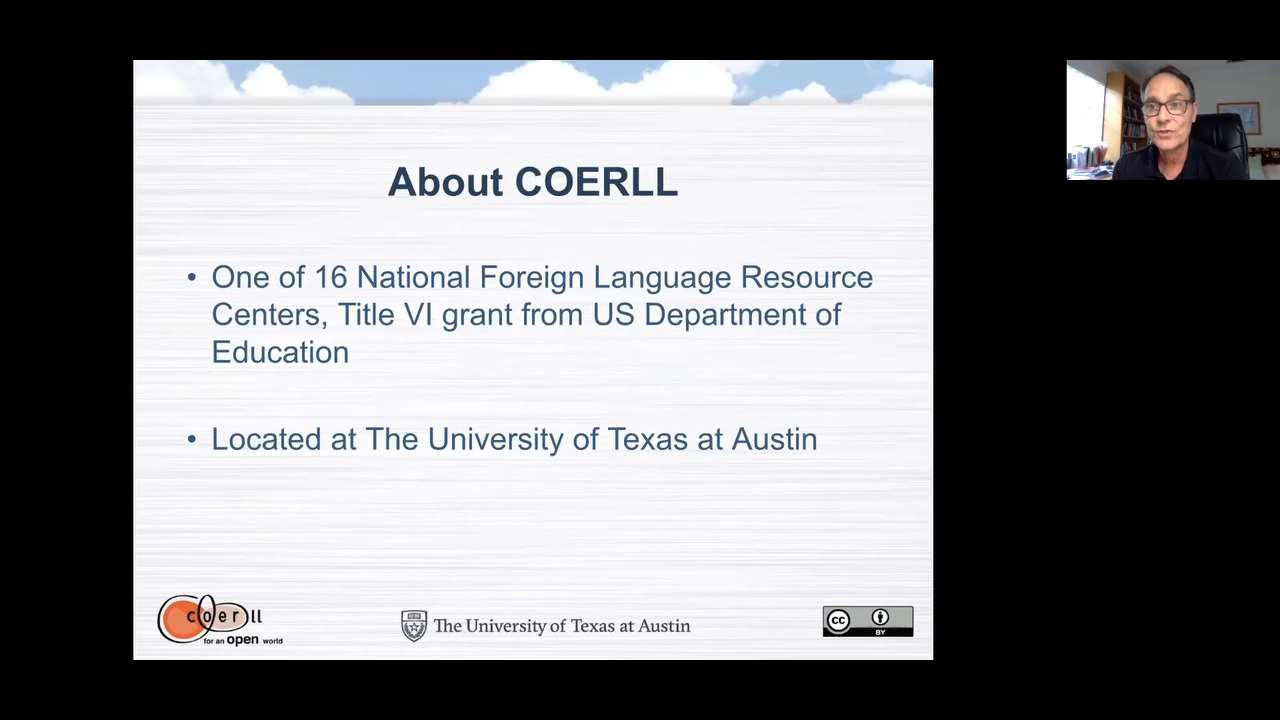 About COERLL
• One of 16 National Foreign Language Resource
Centers, Title VI grant from US Department of
Education
• Located at The University of Texas at Austin
coerll
for an open world
The University of Texas at Austin
cc
BY